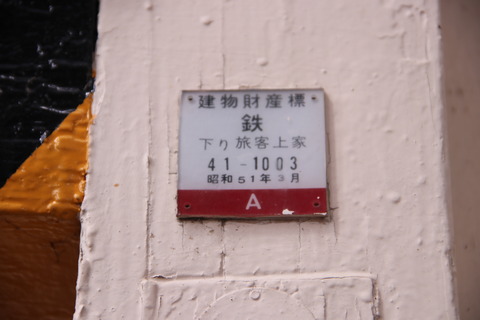 建物財産標
鉄
下り旅客上家
41-1003
昭和51年3月
A